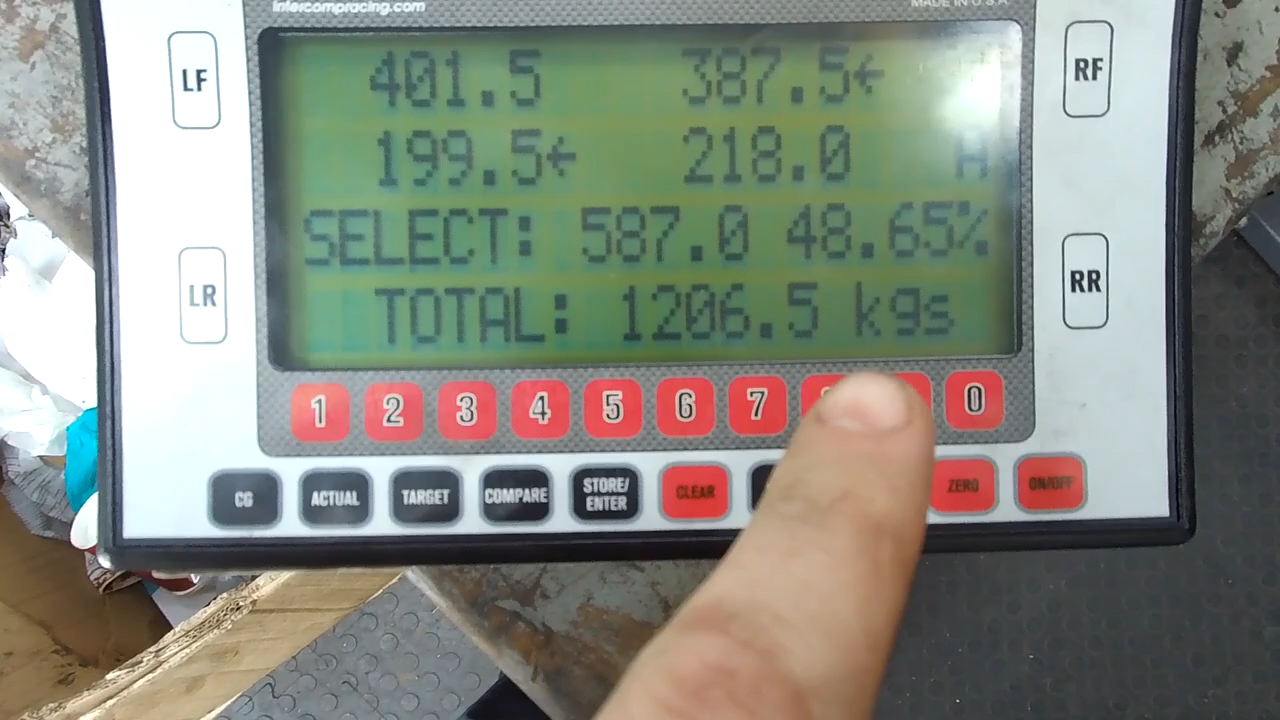 intercompracing.com
MADE IN U.S.A
LF
401.5 387.5←
RF
199.5← 218.0 A
SELECT: 587.0 48.65%
LR
TOTAL: 1206.5 kgs
RR
1 2 3 4 5 6 7 0
CG ACTUAL TARGET COMPARE STORE/ENTER CLEAR ZERO ON/OFF